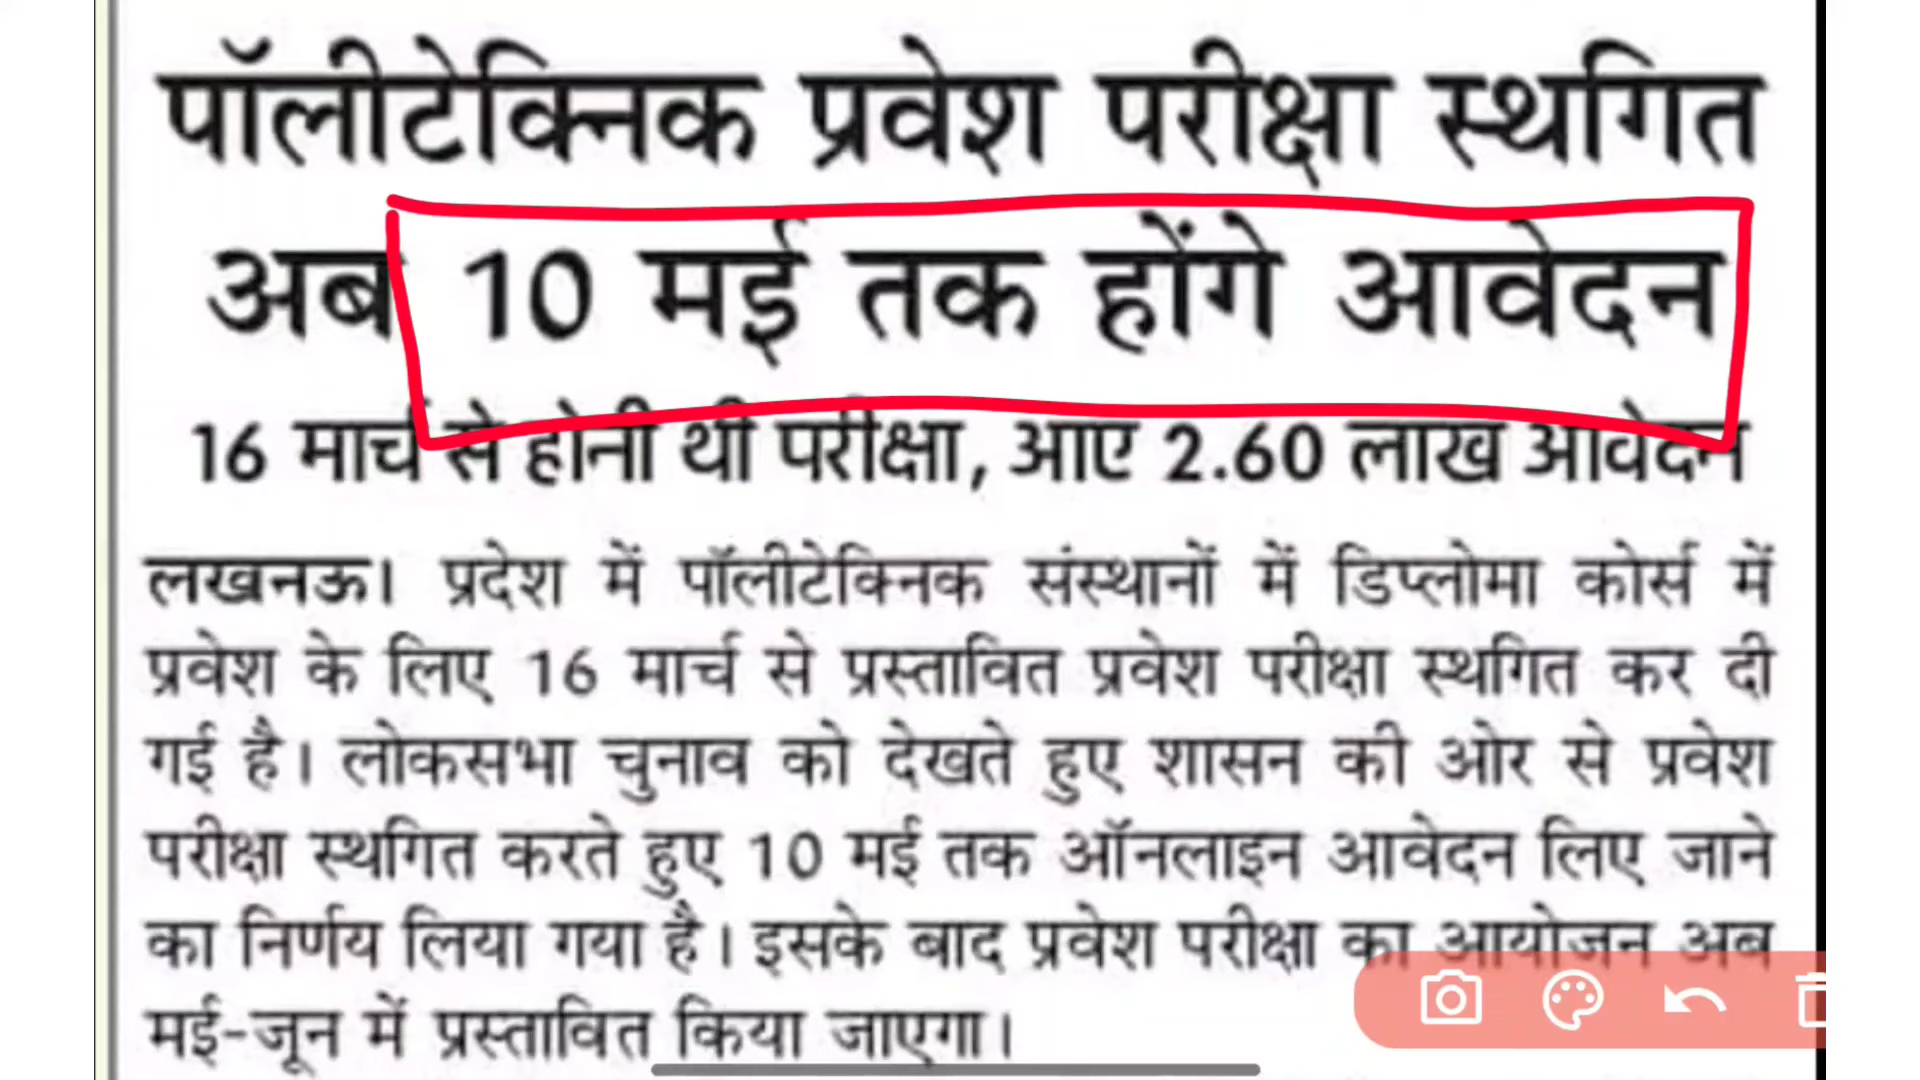 पॉलीटेक्निक प्रवेश परीक्षा स्थगित
अब 10 मई तक होंगे आवेदन
16 मार्च से होनी थी परीक्षा, आए 2.60 लाख आवेदन
लखनऊ। प्रदेश में पॉलीटेक्निक संस्थानों में डिप्लोमा कोर्स में
प्रवेश के लिए 16 मार्च से प्रस्तावित प्रवेश परीक्षा स्थगित कर दी
गई है। लोकसभा चुनाव को देखते हुए शासन की ओर से प्रवेश
परीक्षा स्थगित करते हुए 10 मई तक ऑनलाइन आवेदन लिए जाने
का निर्णय लिया गया है। इसके बाद प्रवेश परीक्षा का आयोजन अब
मई-जून में प्रस्तावित किया जाएगा।